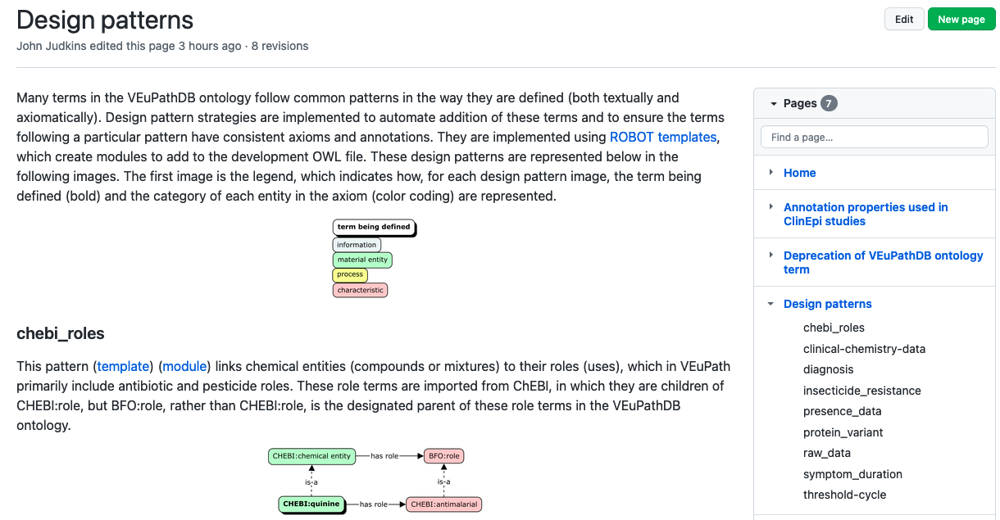 Design patterns
Edit
New page
John Judkins edited this page 3 hours ago · 8 revisions
Many terms in the VEuPathDB ontology follow common patterns in the way they are defined (both textually and
axiomatically). Design pattern strategies are implemented to automate addition of these terms and to ensure the terms
following a particular pattern have consistent axioms and annotations. They are implemented using ROBOT templates,
which create modules to add to the development OWL file. These design patterns are represented below in the
following images. The first image is the legend, which indicates how, for each design pattern image, the term being
defined (bold) and the category of each entity in the axiom (color coding) are represented.
term being defined
information
material entity
process
characteristic
chebi_roles
This pattern (template) (module) links chemical entities (compounds or mixtures) to their roles (uses), which in VEuPath
primarily include antibiotic and pesticide roles. These role terms are imported from ChEBI, in which they are children of
CHEBI:role, but BFO:role, rather than CHEBI:role, is the designated parent of these role terms in the VEuPathDB
ontology.
CHEBI:chemical entity
has role
BFO:role
is-a
is-a
CHEBI:quinine
has role
CHEBI:antimalarial
Pages 7
Find a page...
Home
Annotation properties used in
ClinEpi studies
Deprecation of VEuPathDB ontology
term
Design patterns
chebi_roles
clinical-chemistry-data
diagnosis
insecticide_resistance
presence_data
protein_variant
raw_data
symptom_duration
threshold-cycle